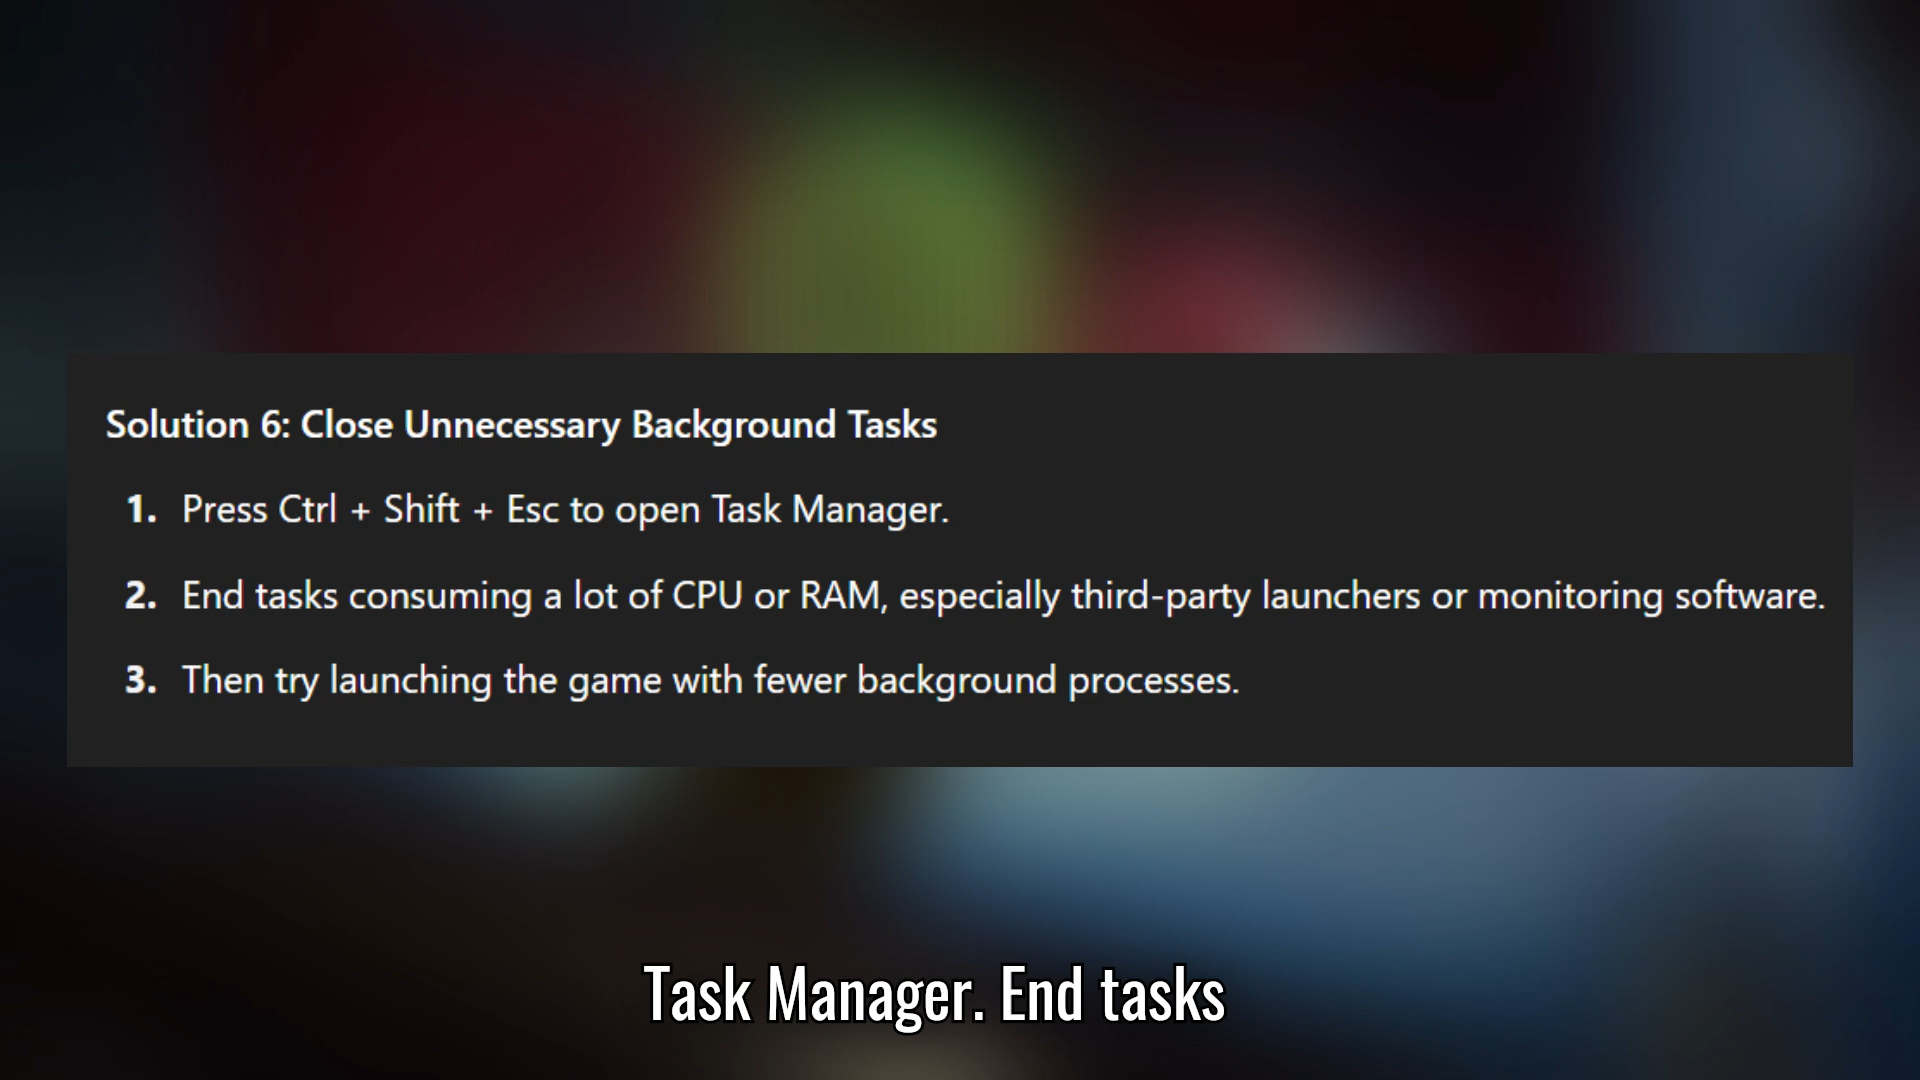 Solution 6: Close Unnecessary Background Tasks
1. Press Ctrl + Shift + Esc to open Task Manager.
2. End tasks consuming a lot of CPU or RAM, especially third-party launchers or monitoring software.
3. Then try launching the game with fewer background processes.
Task Manager. End tasks